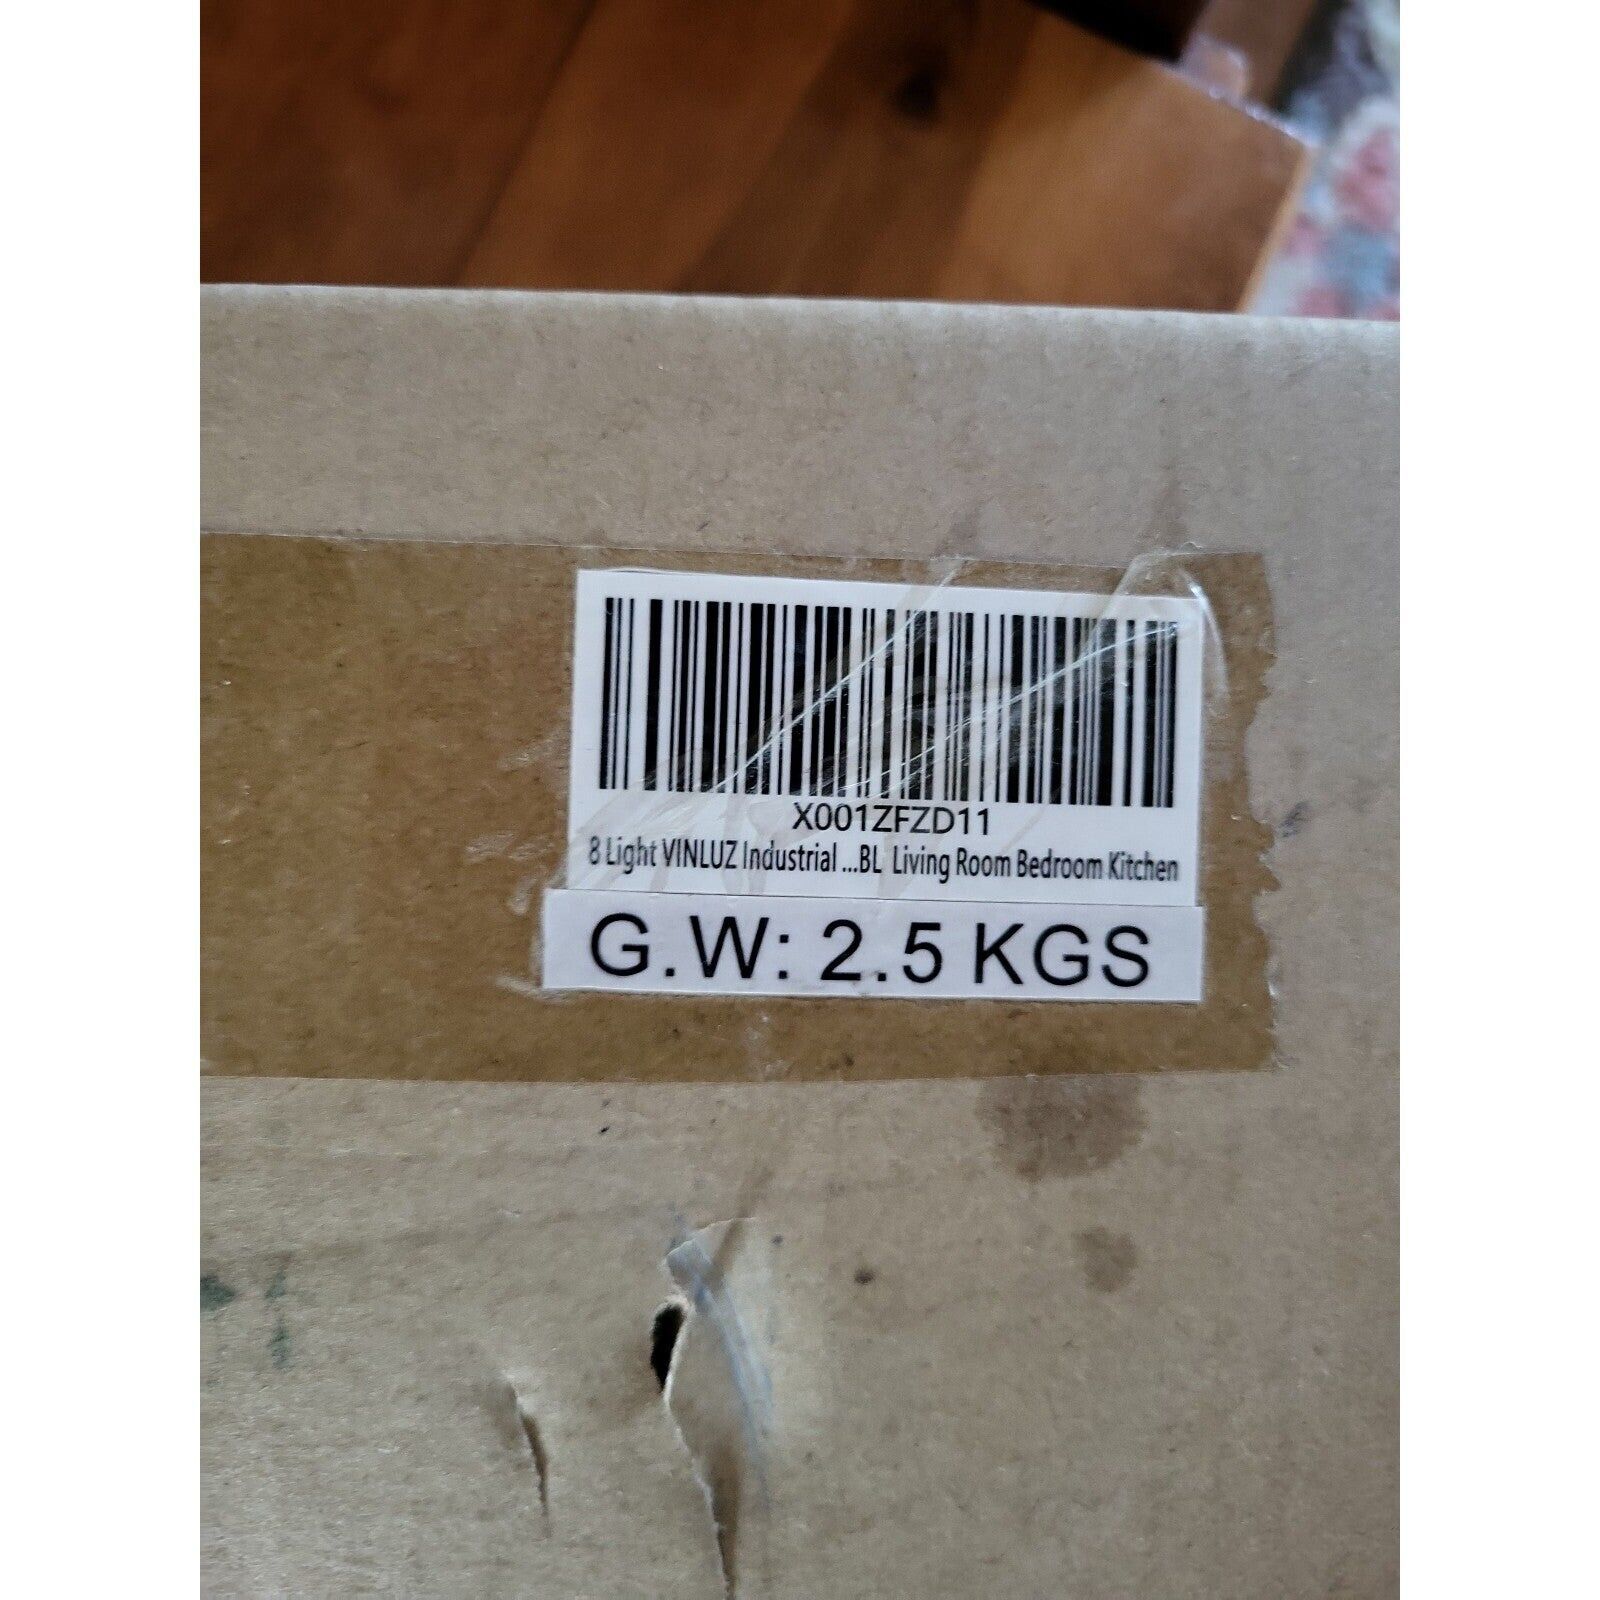 X001ZFZD11
8 Light VINLUZ Industrial ...BL Living Room Bedroom Kitchen
G.W: 2.5 KGS